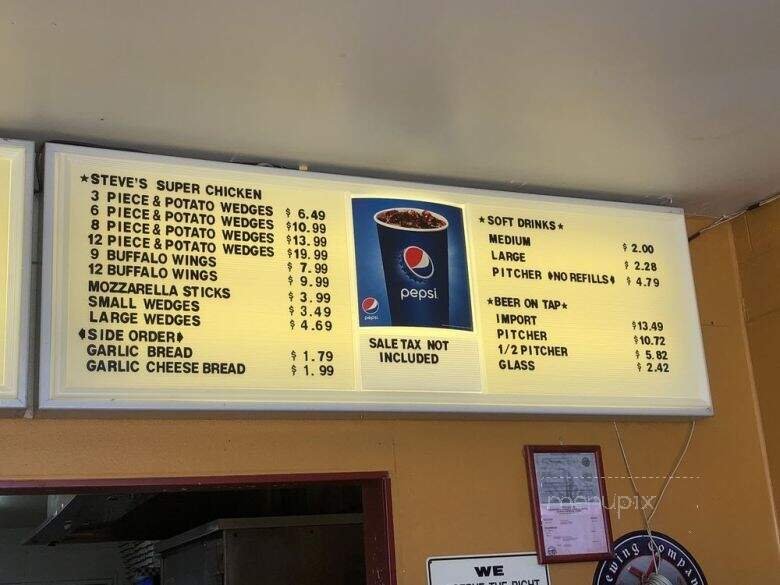 ★STEVE'S SUPER CHICKEN
3 PIECE & POTATO WEDGES $ 6.49
6 PIECE & POTATO WEDGES $10.99
8 PIECE & POTATO WEDGES $13.99
12 PIECE & POTATO WEDGES $19.99
9 BUFFALO WINGS $ 7.99
12 BUFFALO WINGS $ 9.99
MOZZARELLA STICKS $ 3.99
SMALL WEDGES $ 3.49
LARGE WEDGES $ 4.69
♦SIDE ORDER♦
GARLIC BREAD $ 1.79
GARLIC CHEESE BREAD $ 1.99
pepsi
pepsi
SALE TAX NOT
INCLUDED
★SOFT DRINKS★
MEDIUM $ 2.00
LARGE $ 2.28
PITCHER ♦NO REFILLS♦ $ 4.79
★BEER ON TAP★
IMPORT $13.49
PITCHER $10.72
1/2 PITCHER $ 5.82
GLASS $ 2.42
menupix
WE
THE RIGHT